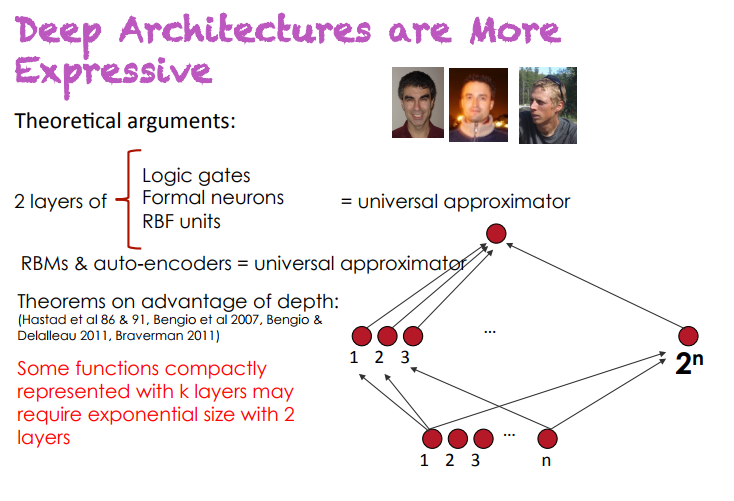 Deep Architectures are More
Expressive
Theoretical arguments:
Logic gates
2 layers of Formal neurons = universal approximator
RBF units
RBMs & auto-encoders = universal approximator
Theorems on advantage of depth:
(Hastad et al 86 & 91, Bengio et al 2007, Bengio &
Delalleau 2011, Braverman 2011)
Some functions compactly
represented with k layers may
require exponential size with 2
layers
...
1 2 3 2ⁿ
...
1 2 3 n